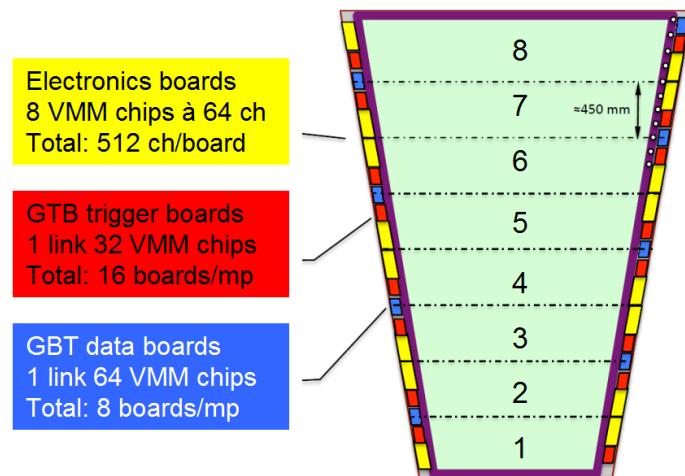 Electronics boards
8 VMM chips à 64 ch
Total: 512 ch/board
GTB trigger boards
1 link 32 VMM chips
Total: 16 boards/mp
GBT data boards
1 link 64 VMM chips
Total: 8 boards/mp
8
7
≈450 mm
6
5
4
3
2
1